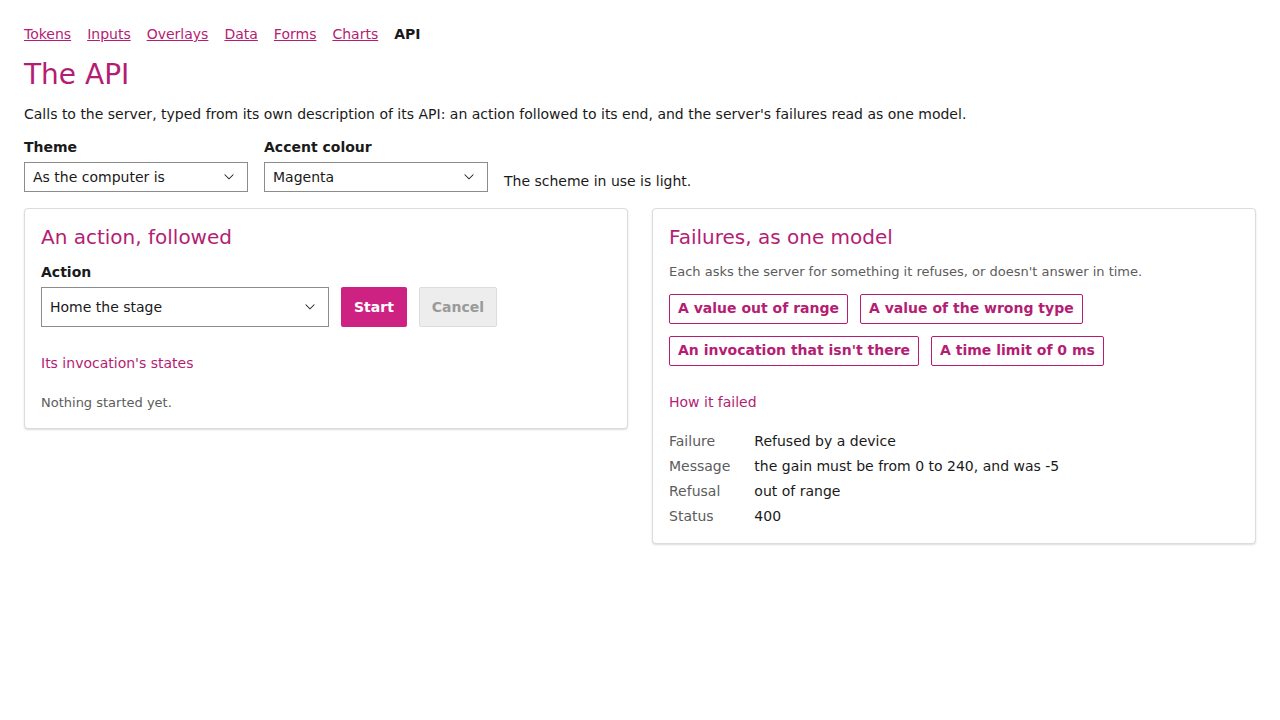 Tokens Inputs Overlays Data Forms Charts API
The API
Calls to the server, typed from its own description of its API: an action followed to its end, and the server's failures read as one model.
Theme Accent colour
As the computer is Magenta The scheme in use is light.
An action, followed
Action
Home the stage Start Cancel
Its invocation's states
Nothing started yet.
Failures, as one model
Each asks the server for something it refuses, or doesn't answer in time.
A value out of range A value of the wrong type
An invocation that isn't there A time limit of 0 ms
How it failed
Failure Refused by a device
Message the gain must be from 0 to 240, and was -5
Refusal out of range
Status 400